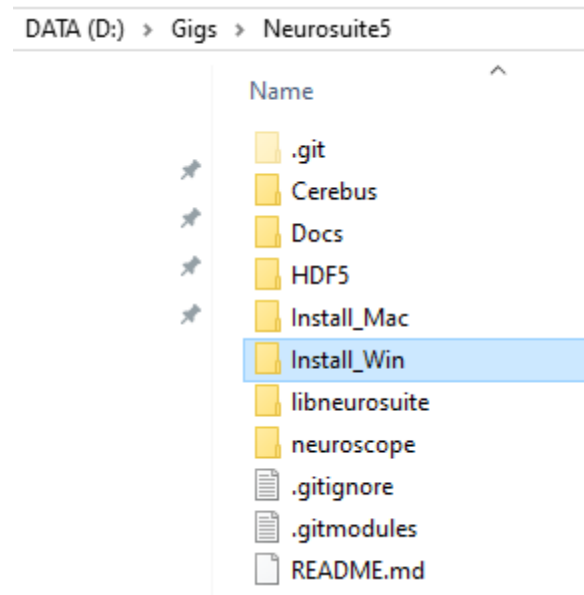 DATA (D:) > Gigs > Neurosuite5
Name
.git
Cerebus
Docs
HDF5
Install_Mac
Install_Win
libneurosuite
neuroscope
.gitignore
.gitmodules
README.md